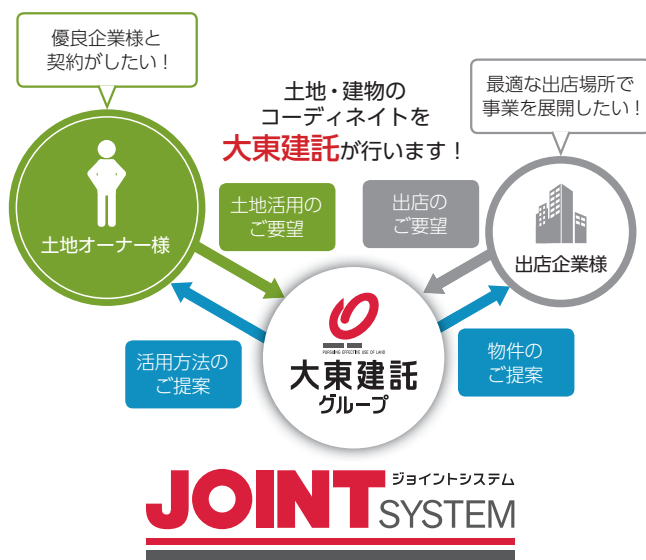 優良企業様と
契約がしたい！
最適な出店場所で
事業を展開したい！
土地・建物の
コーディネイトを
大東建託が行います！
土地活用の
ご要望
出店の
ご要望
土地オーナー様
出店企業様
PURSUING EFFECTIVE USE OF LAND
大東建託
グループ
活用方法の
ご提案
物件の
ご提案
ジョイントシステム
JOINT SYSTEM